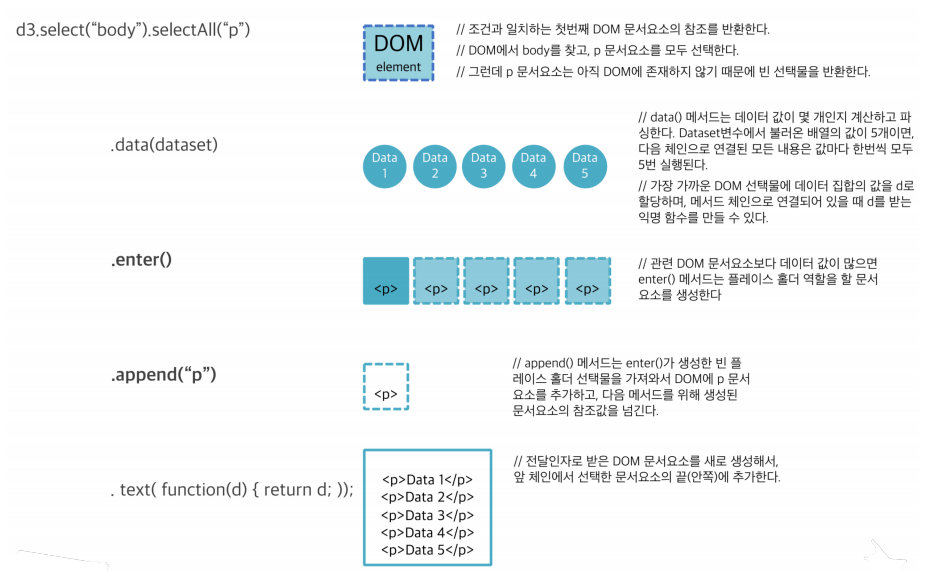 d3.select(“body”).selectAll(“p”)
DOM
element
// 조건과 일치하는 첫번째 DOM 문서요소의 참조를 반환한다.
// DOM에서 body를 찾고, p 문서요소를 모두 선택한다.
// 그런데 p 문서요소는 아직 DOM에 존재하지 않기 때문에 빈 선택물을 반환한다.
.data(dataset)
Data 1
Data 2
Data 3
Data 4
Data 5
// data() 메서드는 데이터 값이 몇 개인지 계산하고 파
싱한다. Dataset변수에서 불러온 배열의 값이 5개이면,
다음 체인으로 연결된 모든 내용은 값마다 한번씩 모두
5번 실행된다.
// 가장 가까운 DOM 선택물에 데이터 집합의 값을 d로
할당하며, 메서드 체인으로 연결되어 있을 때 d를 받는
익명 함수를 만들 수 있다.
.enter()
<p> <p> <p> <p> <p>
// 관련 DOM 문서요소보다 데이터 값이 많으면
enter() 메서드는 플레이스 홀더 역할을 할 문서
요소를 생성한다
.append(“p”)
<p>
// append() 메서드는 enter()가 생성한 빈 플
레이스 홀더 선택물을 가져와서 DOM에 p 문서
요소를 추가하고, 다음 메서드를 위해 생성된
문서요소의 참조값을 넘긴다.
. text( function(d) { return d; ));
<p>Data 1</p>
<p>Data 2</p>
<p>Data 3</p>
<p>Data 4</p>
<p>Data 5</p>
// 전달인자로 받은 DOM 문서요소를 새로 생성해서,
앞 체인에서 선택한 문서요소의 끝(안쪽)에 추가한다.